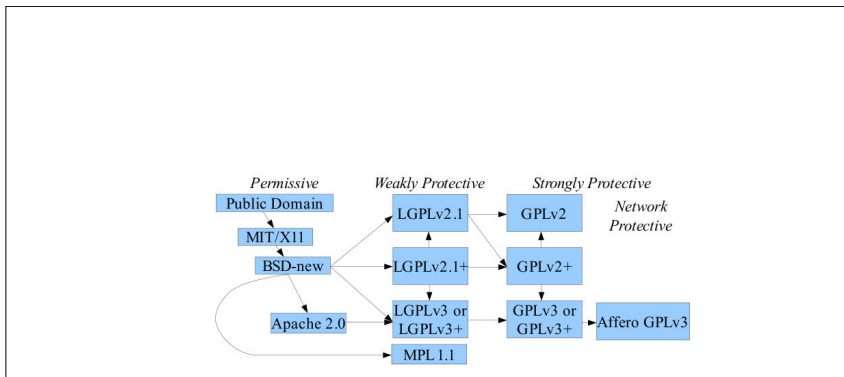 Permissive
Weakly Protective
Strongly Protective
Public Domain
LGPLv2.1
GPLv2
Network
Protective
MIT/X11
BSD-new
LGPLv2.1+
GPLv2+
Apache 2.0
LGPLv3 or
LGPLv3+
GPLv3 or
GPLv3+
Affero GPLv3
MPL 1.1